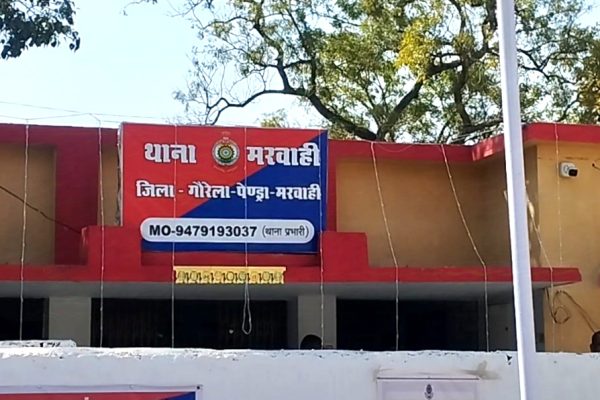 थाना मरवाही
जिला - गौरेला-पेण्ड्रा-मरवाही
MO-9479193037 (थाना प्रभारी)